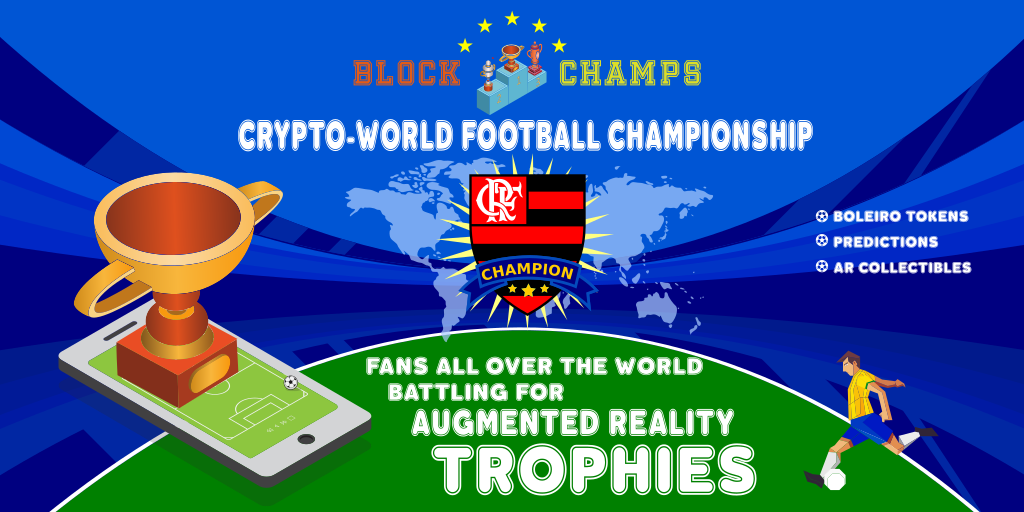 BLOCK CHAMPS
CRYPTO-WORLD FOOTBALL CHAMPIONSHIP
CRF
CHAMPION
BOLEIRO TOKENS
PREDICTIONS
AR COLLECTIBLES
FANS ALL OVER THE WORLD
BATTLING FOR
AUGMENTED REALITY
TROPHIES